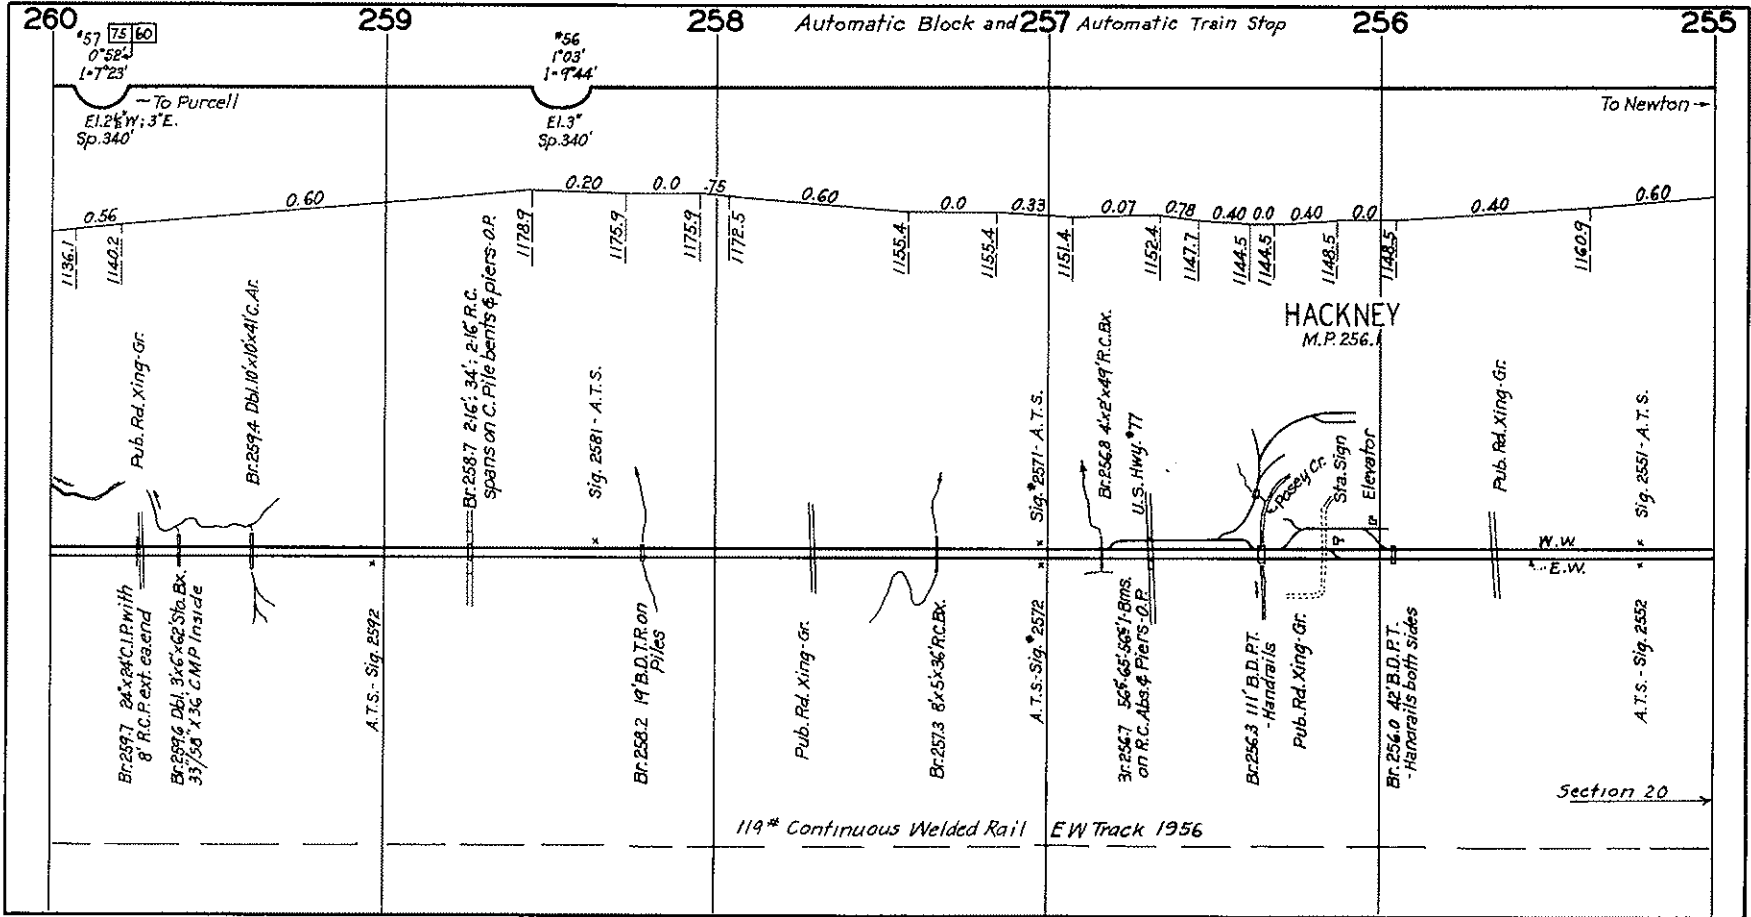 260
259
258
Automatic Block and
257
Automatic Train Stop
256
255
#57 75 60
0°52'
I=7°23'
#56
1°03'
I=9°44'
To Purcell
To Newton
W; 3"E.
Sp.340'
El.3"
Sp.340'
0.56
0.60
0.20
0.0
.75
0.60
0.0
0.33
0.07
0.78
0.40
0.0
0.40
0.0
0.40
0.60
1136.1
1140.2
1178.9
1175.9
1175.9
1172.5
1155.4
1155.4
1151.4
1152.4
1147.7
1144.5
1144.5
1148.5
1148.5
1160.9
HACKNEY
M.P. 256.1
Pub. Rd. Xing-Gr.
Br.259.4 Dbl.10'x10'x41'C.Ar.
Br.258.7 2-16'; 34'; 2-16' R.C.
spans on C.Pile bents & piers-O.P.
Sig. 2581 - A.T.S.
Sig. #2571 - A.T.S.
Br.256.8 4'x2'x49' R.C.Bx.
U.S. Hwy. #77
Posey Cr.
Sta. Sign
Elevator
Pub. Rd. Xing-Gr.
Sig. 2551 - A.T.S.
W.W.
E.W.
Br.259.7 24"x24'C.I.P. with
8' R.C.P. ext. ea. end
Br.259.6 Dbl. 3'x6'x62' Sta. Bx.
33"/58" x 36' CMP Inside
A.T.S. - Sig. 2592
Br.258.2 19' B.D.T.R. on
Piles
Pub. Rd. Xing-Gr.
Br.257.3 8'x5'x36' R.C.Bx.
A.T.S.-Sig. #2572
Br.256.7
on R.C. Abs. & Piers-O.P.
Br.256.3 111' B.D.P.T.
-Handrails
Pub. Rd. Xing-Gr.
Br.256.0 42' B.D.P.T.
-Handrails both sides
A.T.S. - Sig. 2552
Section 20
119# Continuous Welded Rail EW Track 1956